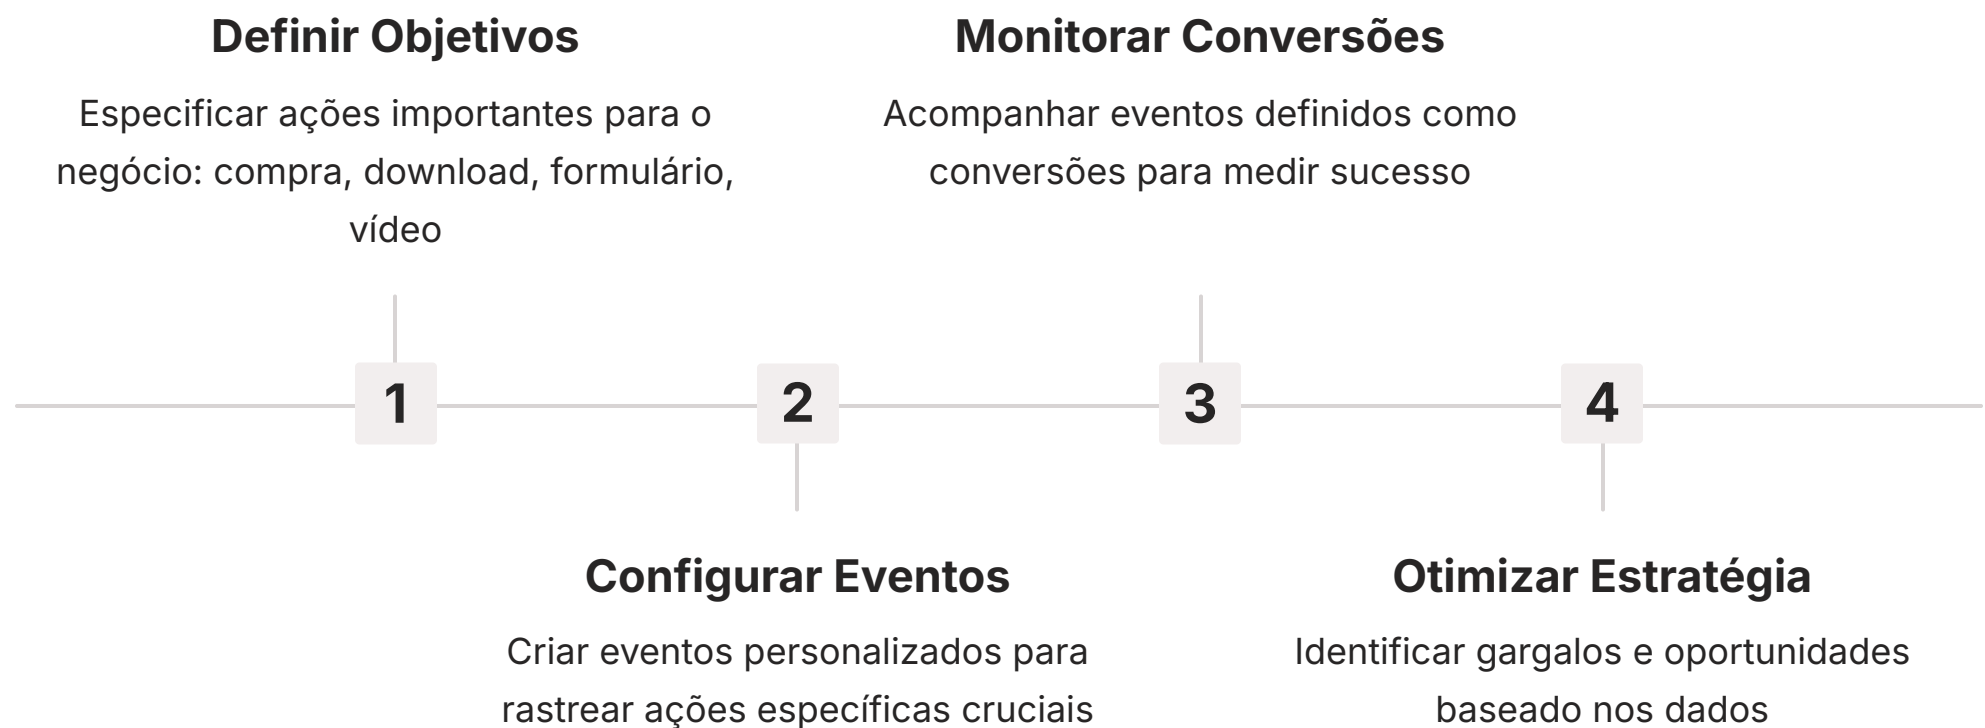 Definir Objetivos
Especificar ações importantes para o
negócio: compra, download, formulário,
vídeo
Monitorar Conversões
Acompanhar eventos definidos como
conversões para medir sucesso
1
2
3
4
Configurar Eventos
Criar eventos personalizados para
rastrear ações específicas cruciais
Otimizar Estratégia
Identificar gargalos e oportunidades
baseado nos dados